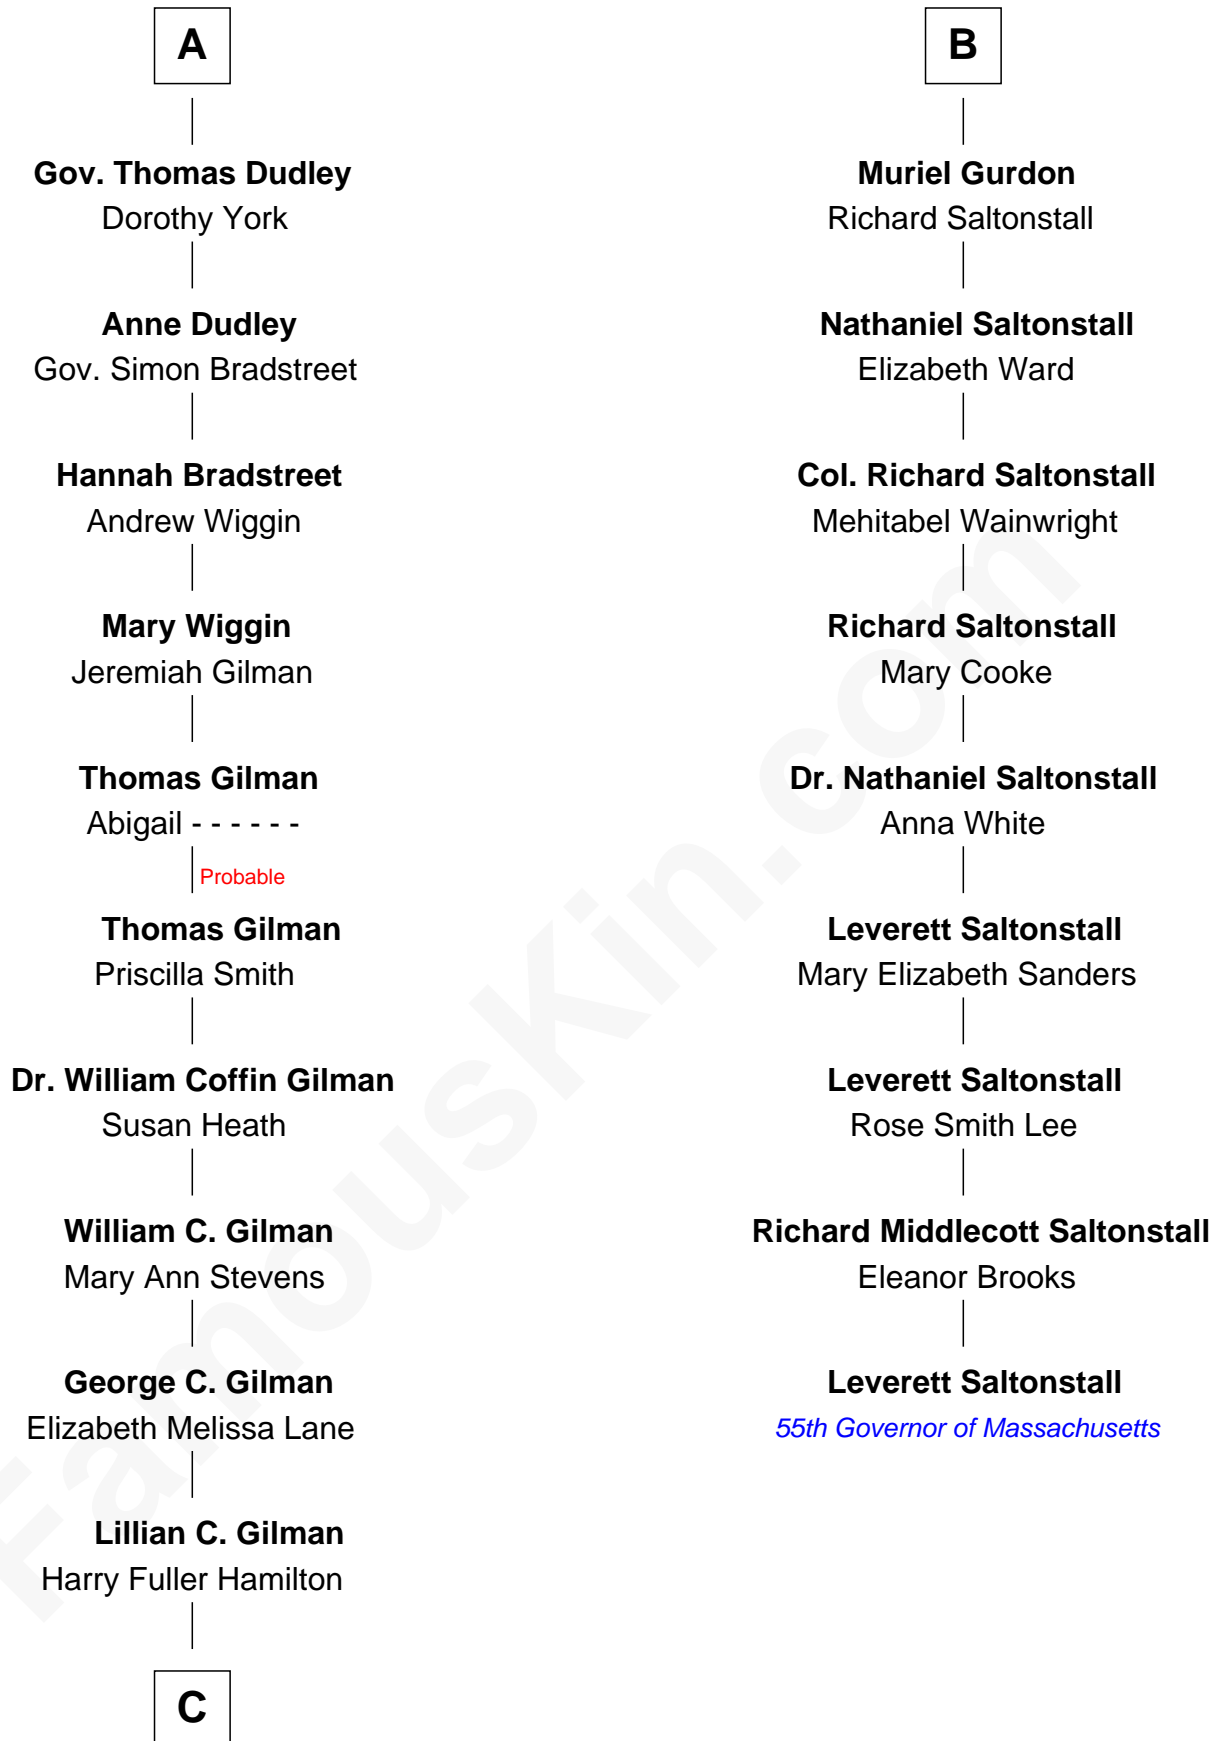 A
Gov. Thomas Dudley
Dorothy York
Anne Dudley
Gov. Simon Bradstreet
Hannah Bradstreet
Andrew Wiggin
Mary Wiggin
Jeremiah Gilman
Thomas Gilman
Abigail - - - - - -
Probable
Thomas Gilman
Priscilla Smith
Dr. William Coffin Gilman
Susan Heath
William C. Gilman
Mary Ann Stevens
George C. Gilman
Elizabeth Melissa Lane
Lillian C. Gilman
Harry Fuller Hamilton
C
B
Muriel Gurdon
Richard Saltonstall
Nathaniel Saltonstall
Elizabeth Ward
Col. Richard Saltonstall
Mehitabel Wainwright
Richard Saltonstall
Mary Cooke
Dr. Nathaniel Saltonstall
Anna White
Leverett Saltonstall
Mary Elizabeth Sanders
Leverett Saltonstall
Rose Smith Lee
Richard Middlecott Saltonstall
Eleanor Brooks
Leverett Saltonstall
55th Governor of Massachusetts
FamousKin.com